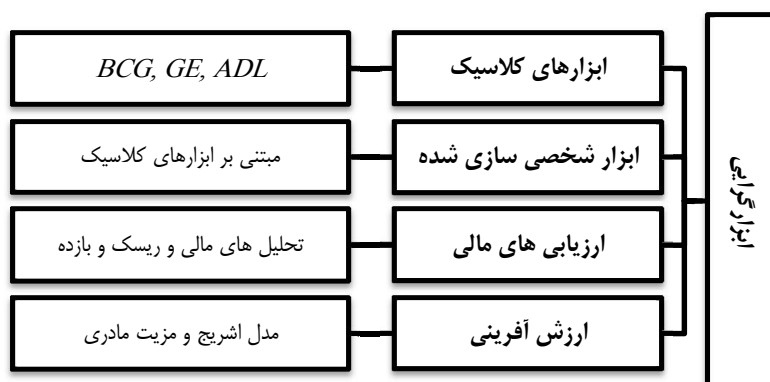 ابزارگرایی
ابزارهای کلاسیک
BCG, GE, ADL
ابزار شخصی سازی شده
مبتنی بر ابزارهای کلاسیک
ارزیابی های مالی
تحلیل های مالی و ریسک و بازده
ارزش آفرینی
مدل اشریج و مزیت مادری